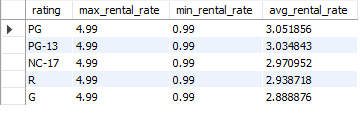 rating max_rental_rate min_rental_rate avg_rental_rate
PG 4.99 0.99 3.051856
PG-13 4.99 0.99 3.034843
NC-17 4.99 0.99 2.970952
R 4.99 0.99 2.938718
G 4.99 0.99 2.888876